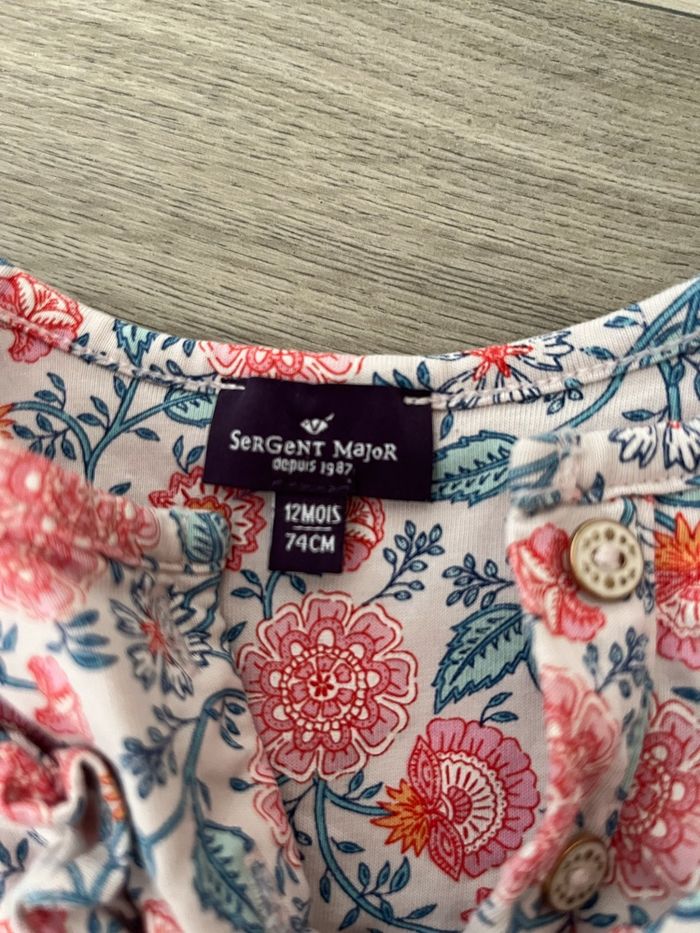 SerGent Major
depuis 1987
12MOIS
74CM